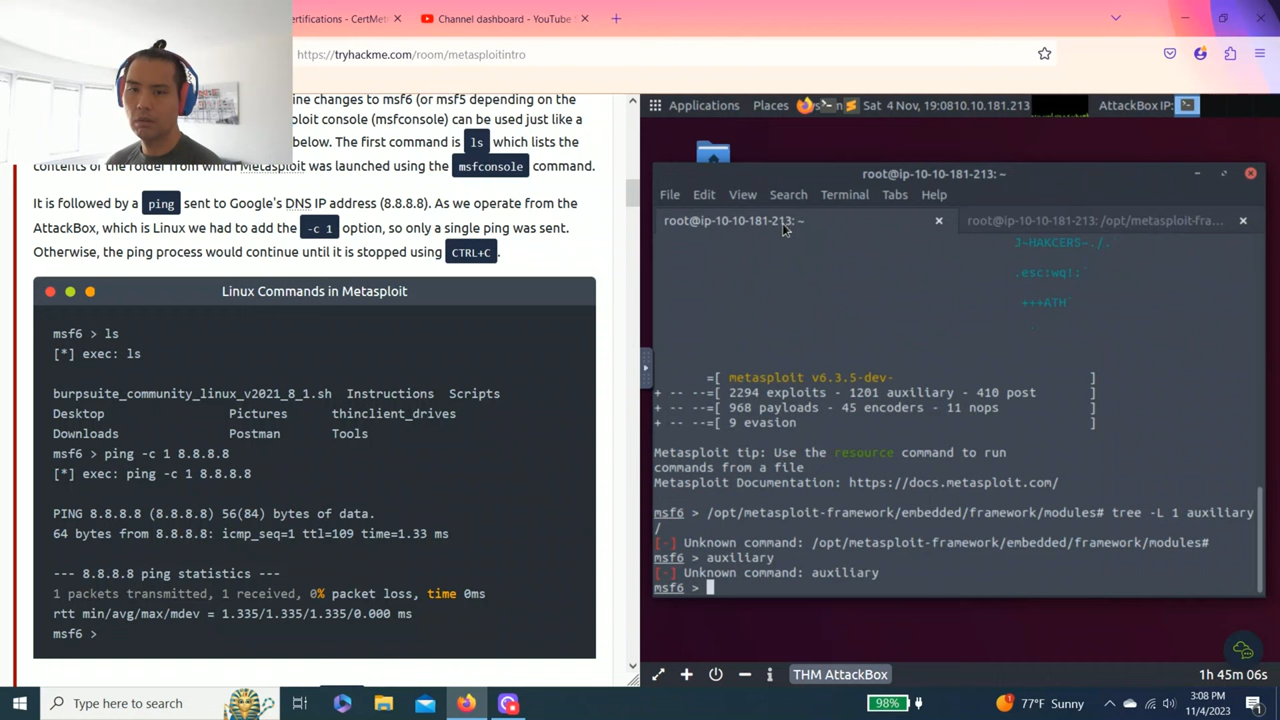 ertifications - CertMet
Channel dashboard - YouTube
https://tryhackme.com/room/metasploitintro
ine changes to msf6 (or msf5 depending on the
oit console (msfconsole) can be used just like a
below. The first command is ls which lists the
contents of the folder from which Metasploit was launched using the msfconsole command.
It is followed by a ping sent to Google's DNS IP address (8.8.8.8). As we operate from the
AttackBox, which is Linux we had to add the -c 1 option, so only a single ping was sent.
Otherwise, the ping process would continue until it is stopped using CTRL+C.
Linux Commands in Metasploit
msf6 > ls
[*] exec: ls
burpsuite_community_linux_v2021_8_1.sh Instructions Scripts
Desktop Pictures thinclient_drives
Downloads Postman Tools
msf6 > ping -c 1 8.8.8.8
[*] exec: ping -c 1 8.8.8.8
PING 8.8.8.8 (8.8.8.8) 56(84) bytes of data.
64 bytes from 8.8.8.8: icmp_seq=1 ttl=109 time=1.33 ms
--- 8.8.8.8 ping statistics ---
1 packets transmitted, 1 received, 0% packet loss, time 0ms
rtt min/avg/max/mdev = 1.335/1.335/1.335/0.000 ms
msf6 >
Applications Places Sat 4 Nov, 19:08 10.10.181.213 AttackBox IP:
root@ip-10-10-181-213: ~
File Edit View Search Terminal Tabs Help
root@ip-10-10-181-213: ~
root@ip-10-10-181-213: /opt/metasploit-fra...
J~HAKCERS~./.`
.esc:wq!:`
+++ATH`
=[ metasploit v6.3.5-dev- ]
+ -- --=[ 2294 exploits - 1201 auxiliary - 410 post ]
+ -- --=[ 968 payloads - 45 encoders - 11 nops ]
+ -- --=[ 9 evasion ]
Metasploit tip: Use the resource command to run
commands from a file
Metasploit Documentation: https://docs.metasploit.com/
msf6 > /opt/metasploit-framework/embedded/framework/modules# tree -L 1 auxiliary
/
[-] Unknown command: /opt/metasploit-framework/embedded/framework/modules#
msf6 > auxiliary
[-] Unknown command: auxiliary
msf6 >
THM AttackBox
1h 45m 06s
Type here to search
98%
77°F Sunny
3:08 PM
11/4/2023
1